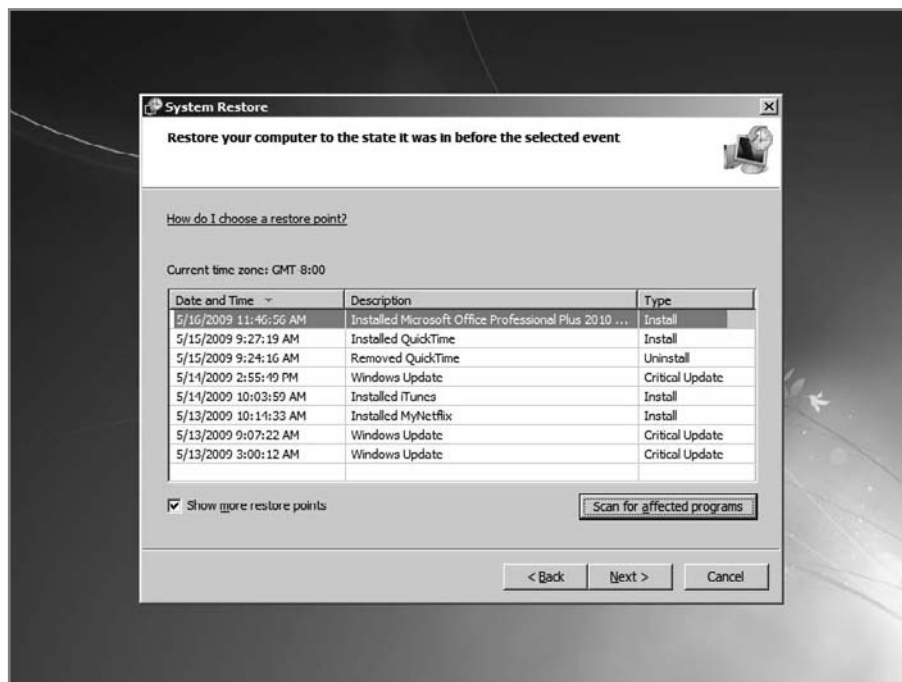 System Restore
Restore your computer to the state it was in before the selected event
How do I choose a restore point?
Current time zone: GMT 8:00
Date and Time Description Type
5/16/2009 11:46:56 AM Installed Microsoft Office Professional Plus 2010 ... Install
5/15/2009 9:27:19 AM Installed QuickTime Install
5/15/2009 9:24:16 AM Removed QuickTime Uninstall
5/14/2009 2:55:49 PM Windows Update Critical Update
5/14/2009 10:03:59 AM Installed iTunes Install
5/13/2009 10:14:33 AM Installed MyNetflix Install
5/13/2009 9:07:22 AM Windows Update Critical Update
5/13/2009 3:00:12 AM Windows Update Critical Update
Show more restore points Scan for affected programs
< Back Next > Cancel